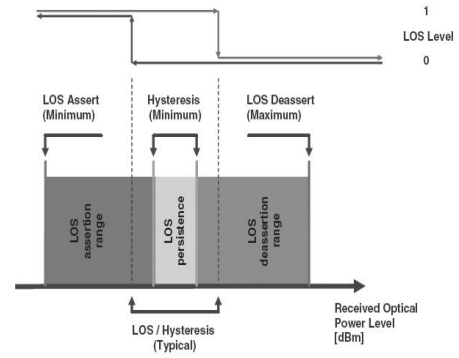 1
LOS Level
0
LOS Assert
(Minimum)
Hysteresis
(Minimum)
LOS Deassert
(Maximum)
LOS
assertion
range
LOS
persistence
LOS
deassertion
range
Received Optical
Power Level
[dBm]
LOS / Hysteresis
(Typical)